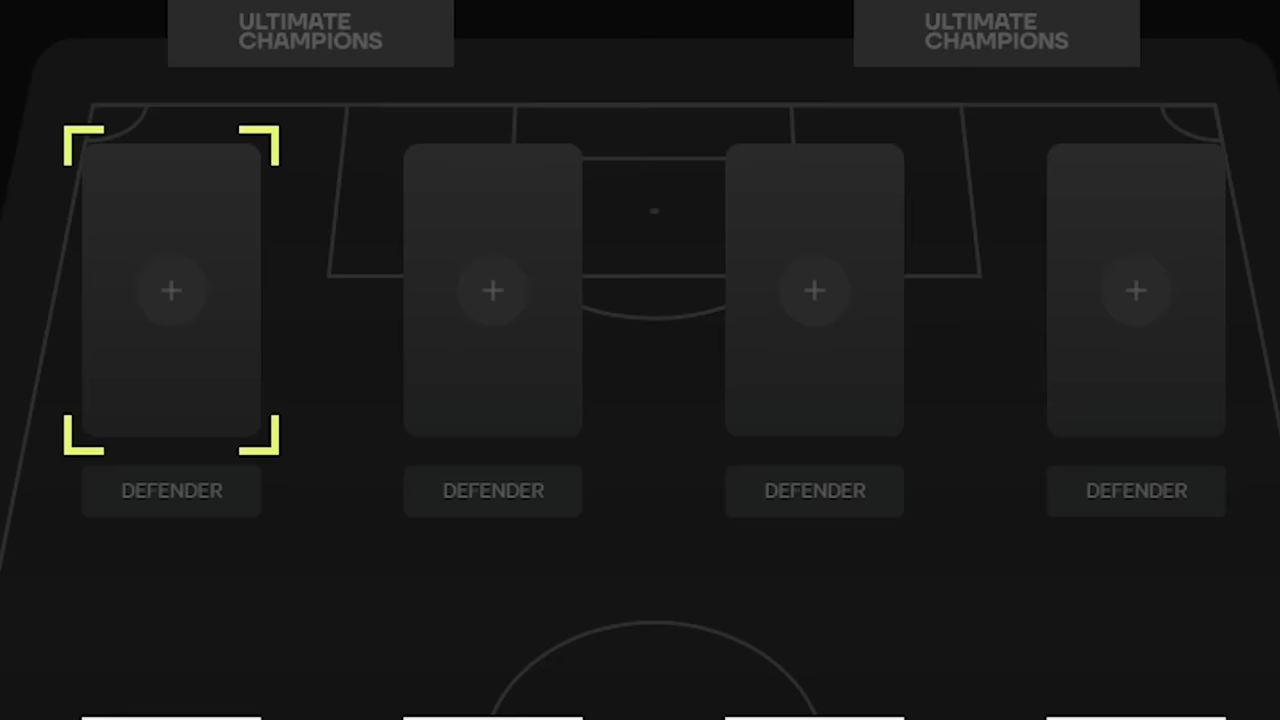 ULTIMATE
CHAMPIONS
ULTIMATE
CHAMPIONS
+
+
+
+
DEFENDER
DEFENDER
DEFENDER
DEFENDER